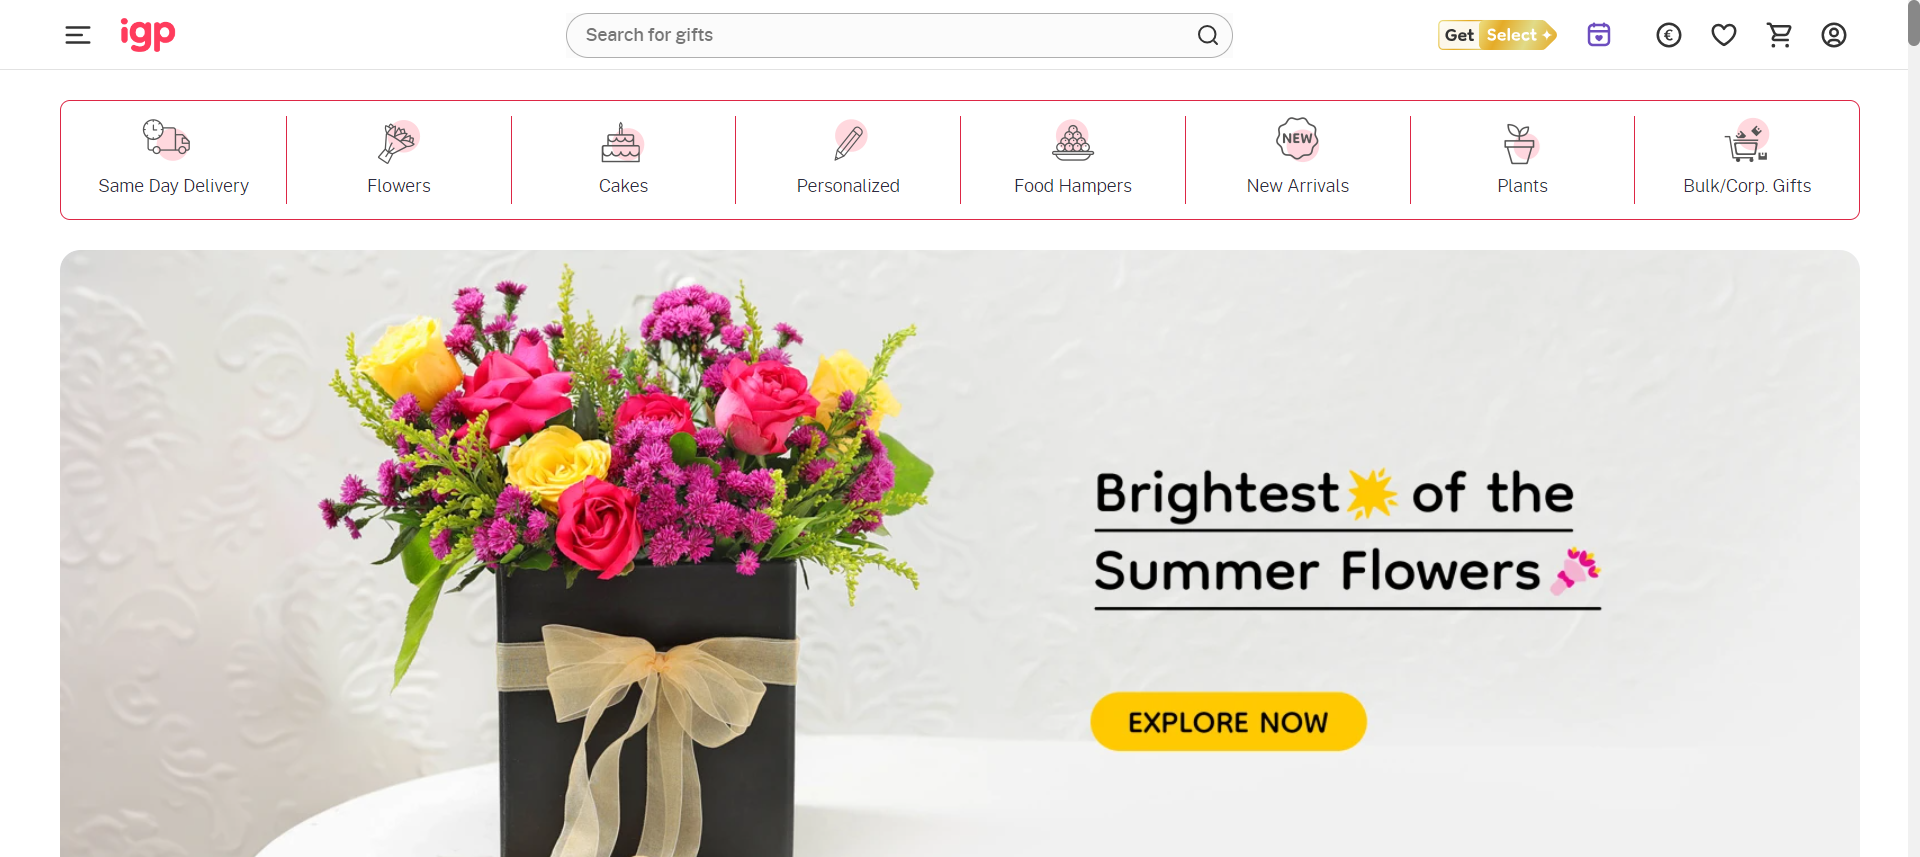 igp
Search for gifts
Get Select
€
Same Day Delivery
Flowers
Cakes
Personalized
Food Hampers
NEW
New Arrivals
Plants
Bulk/Corp. Gifts
Brightest of the
Summer Flowers
EXPLORE NOW